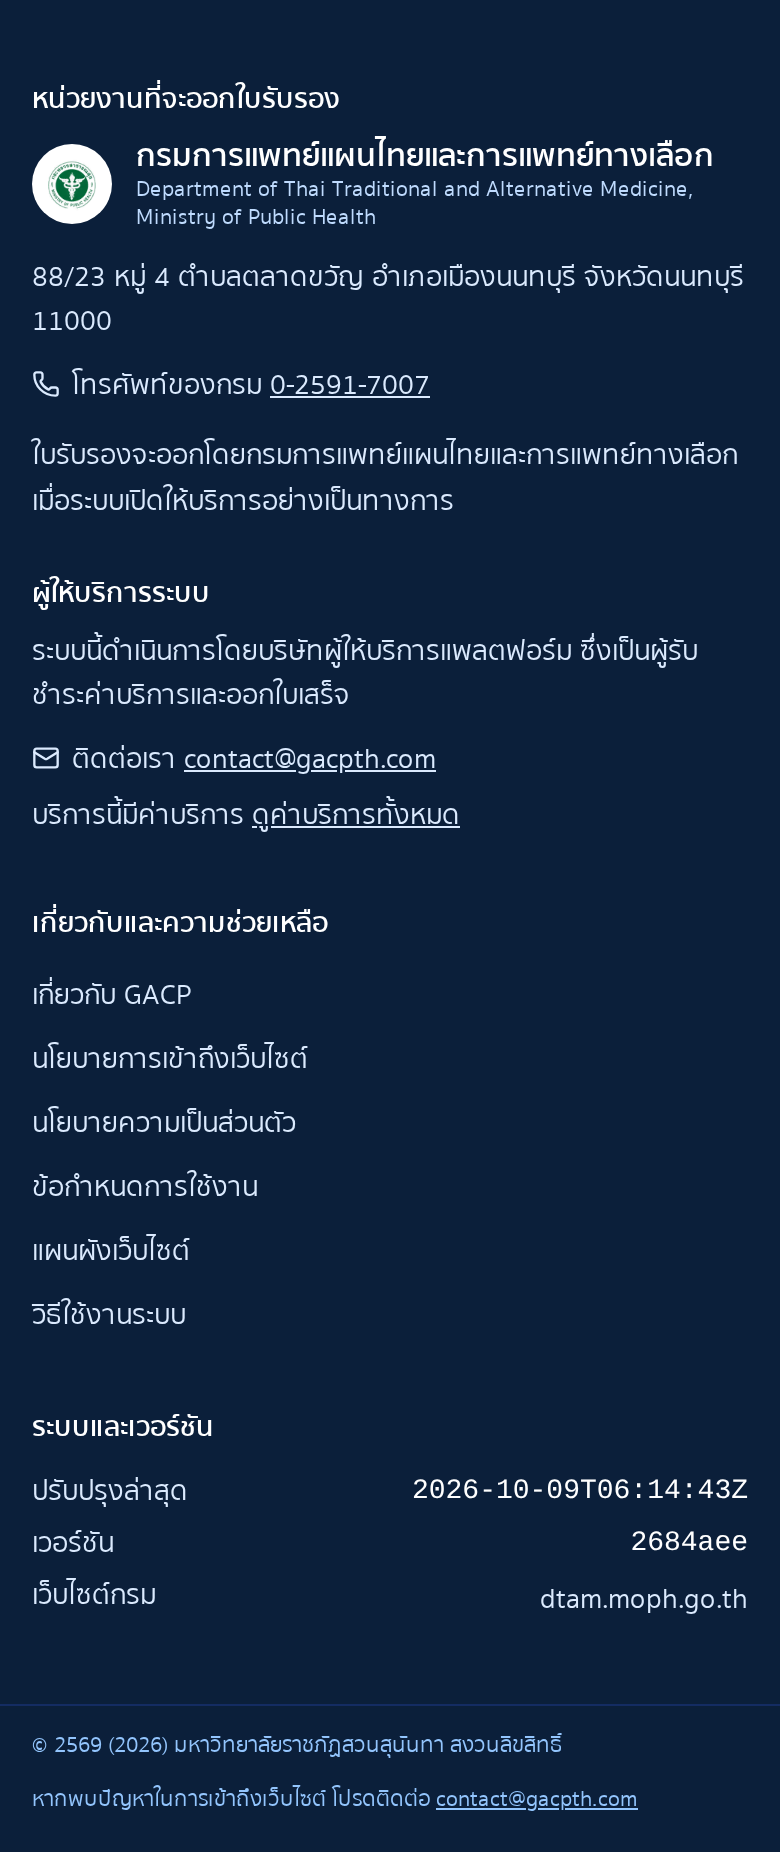 หน่วยงานที่จะออกใบรับรอง
กรมการแพทย์แผนไทยและการแพทย์ทางเลือก
Department of Thai Traditional and Alternative Medicine,
Ministry of Public Health
88/23 หมู่ 4 ตำบลตลาดขวัญ อำเภอเมืองนนทบุรี จังหวัดนนทบุรี
11000
โทรศัพท์ของกรม 0-2591-7007
ใบรับรองจะออกโดยกรมการแพทย์แผนไทยและการแพทย์ทางเลือก
เมื่อระบบเปิดให้บริการอย่างเป็นทางการ
ผู้ให้บริการระบบ
ระบบนี้ดำเนินการโดยบริษัทผู้ให้บริการแพลตฟอร์ม ซึ่งเป็นผู้รับ
ชำระค่าบริการและออกใบเสร็จ
ติดต่อเรา contact@gacpth.com
บริการนี้มีค่าบริการ ดูค่าบริการทั้งหมด
เกี่ยวกับและความช่วยเหลือ
เกี่ยวกับ GACP
นโยบายการเข้าถึงเว็บไซต์
นโยบายความเป็นส่วนตัว
ข้อกำหนดการใช้งาน
แผนผังเว็บไซต์
วิธีใช้งานระบบ
ระบบและเวอร์ชัน
ปรับปรุงล่าสุด 2026-10-09T06:14:43Z
เวอร์ชัน 2684aee
เว็บไซต์กรม dtam.moph.go.th
© 2569 (2026) มหาวิทยาลัยราชภัฏสวนสุนันทา สงวนลิขสิทธิ์
หากพบปัญหาในการเข้าถึงเว็บไซต์ โปรดติดต่อ contact@gacpth.com